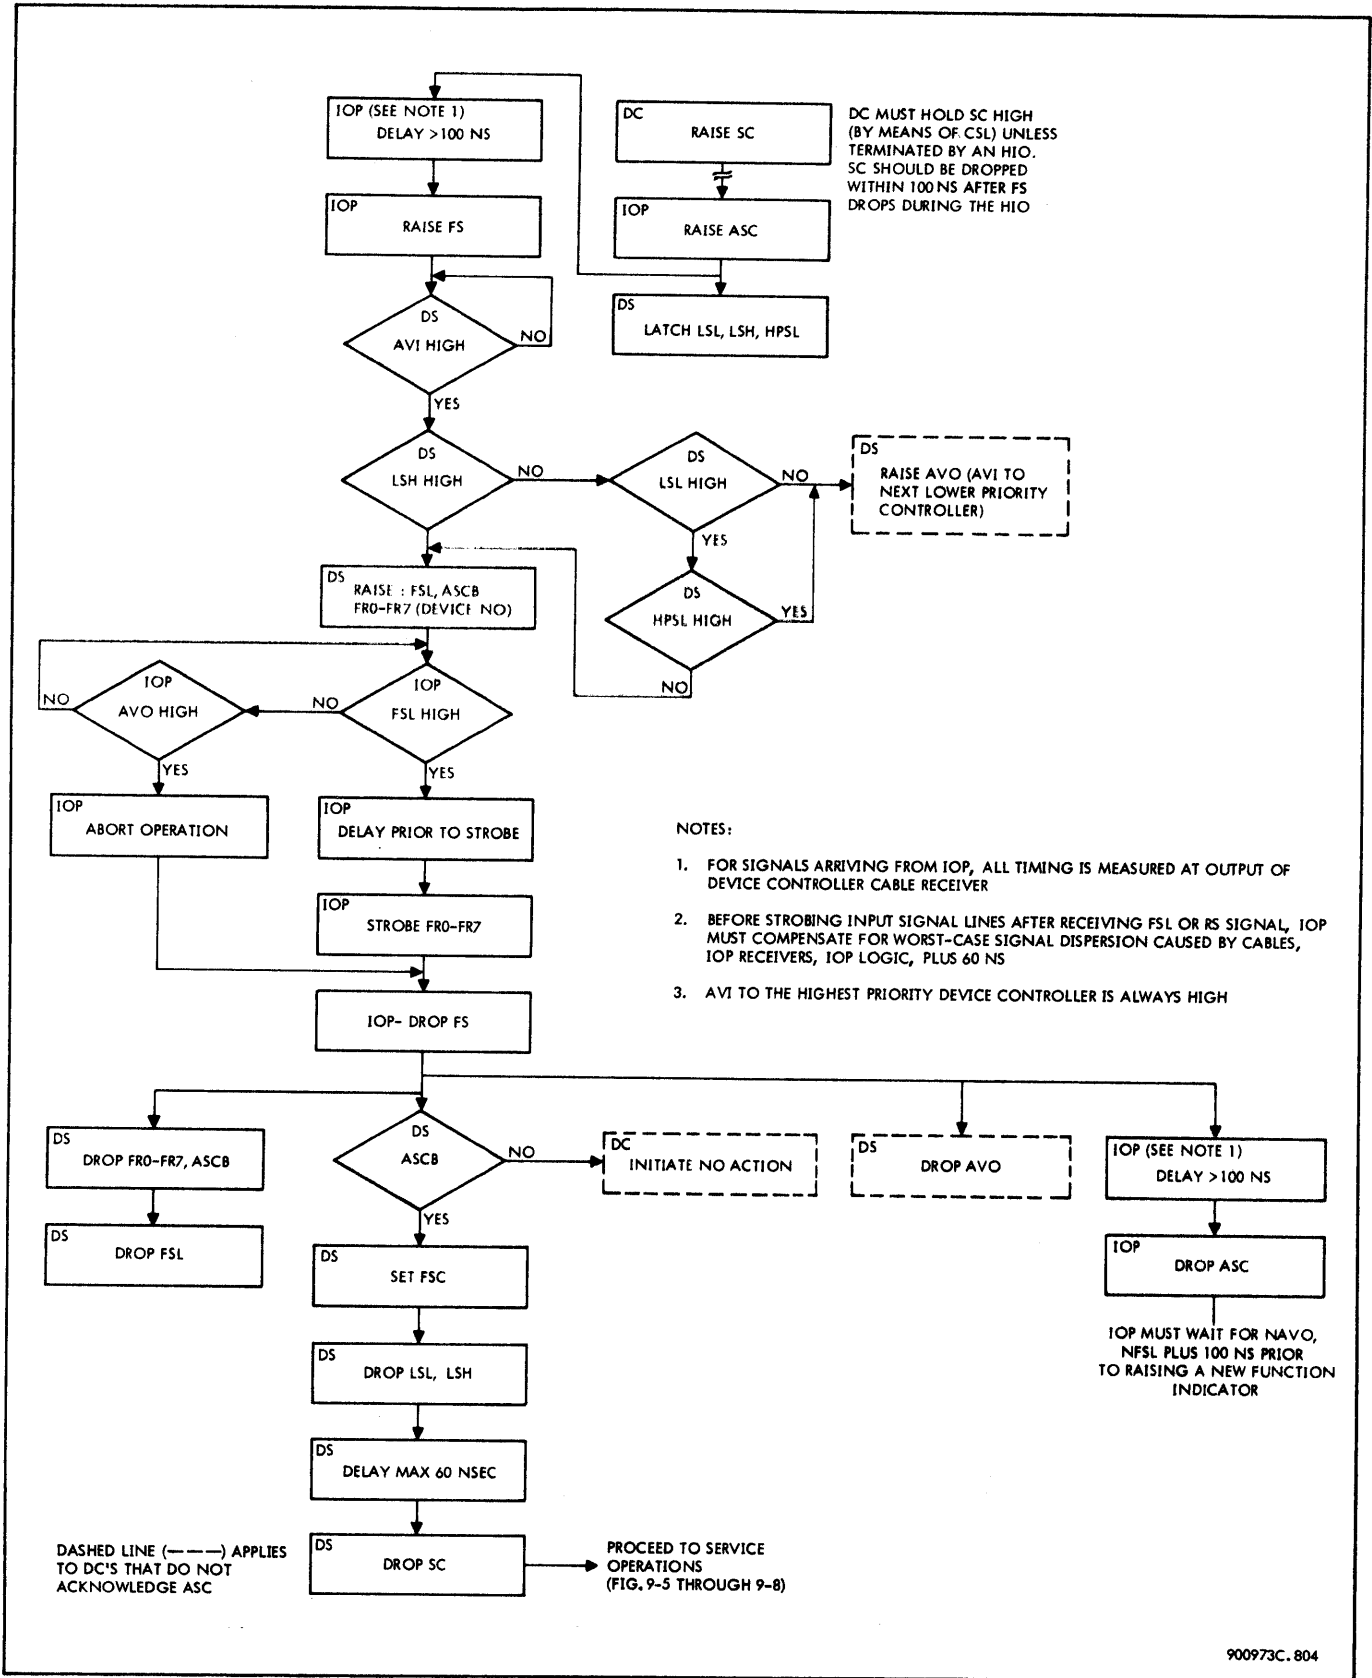 IOP (SEE NOTE 1)
DELAY >100 NS
DC
RAISE SC
DC MUST HOLD SC HIGH
(BY MEANS OF CSL) UNLESS
TERMINATED BY AN HIO.
SC SHOULD BE DROPPED
WITHIN 100 NS AFTER FS
DROPS DURING THE HIO
IOP
RAISE FS
IOP
RAISE ASC
DS
LATCH LSL, LSH, HPSL
DS
AVI HIGH
NO
YES
DS
LSH HIGH
NO
DS
LSL HIGH
NO
DS
RAISE AVO (AVI TO
NEXT LOWER PRIORITY
CONTROLLER)
YES
DS
HPSL HIGH
YES
NO
DS
RAISE : FSL, ASCB
FR0-FR7 (DEVICE NO)
IOP
AVO HIGH
NO
NO
IOP
FSL HIGH
YES
YES
IOP
ABORT OPERATION
IOP
DELAY PRIOR TO STROBE
IOP
STROBE FR0-FR7
NOTES:
1. FOR SIGNALS ARRIVING FROM IOP, ALL TIMING IS MEASURED AT OUTPUT OF
DEVICE CONTROLLER CABLE RECEIVER
2. BEFORE STROBING INPUT SIGNAL LINES AFTER RECEIVING FSL OR RS SIGNAL, IOP
MUST COMPENSATE FOR WORST-CASE SIGNAL DISPERSION CAUSED BY CABLES,
IOP RECEIVERS, IOP LOGIC, PLUS 60 NS
3. AVI TO THE HIGHEST PRIORITY DEVICE CONTROLLER IS ALWAYS HIGH
IOP- DROP FS
DS
DROP FR0-FR7, ASCB
DS
DROP FSL
DS
ASCB
NO
YES
DC
INITIATE NO ACTION
DS
DROP AVO
IOP (SEE NOTE 1)
DELAY >100 NS
IOP
DROP ASC
IOP MUST WAIT FOR NAVO,
NFSL PLUS 100 NS PRIOR
TO RAISING A NEW FUNCTION
INDICATOR
DS
SET FSC
DS
DROP LSL, LSH
DS
DELAY MAX 60 NSEC
DS
DROP SC
PROCEED TO SERVICE
OPERATIONS
(FIG. 9-5 THROUGH 9-8)
DASHED LINE (— — —) APPLIES
TO DC'S THAT DO NOT
ACKNOWLEDGE ASC
900973C. 804